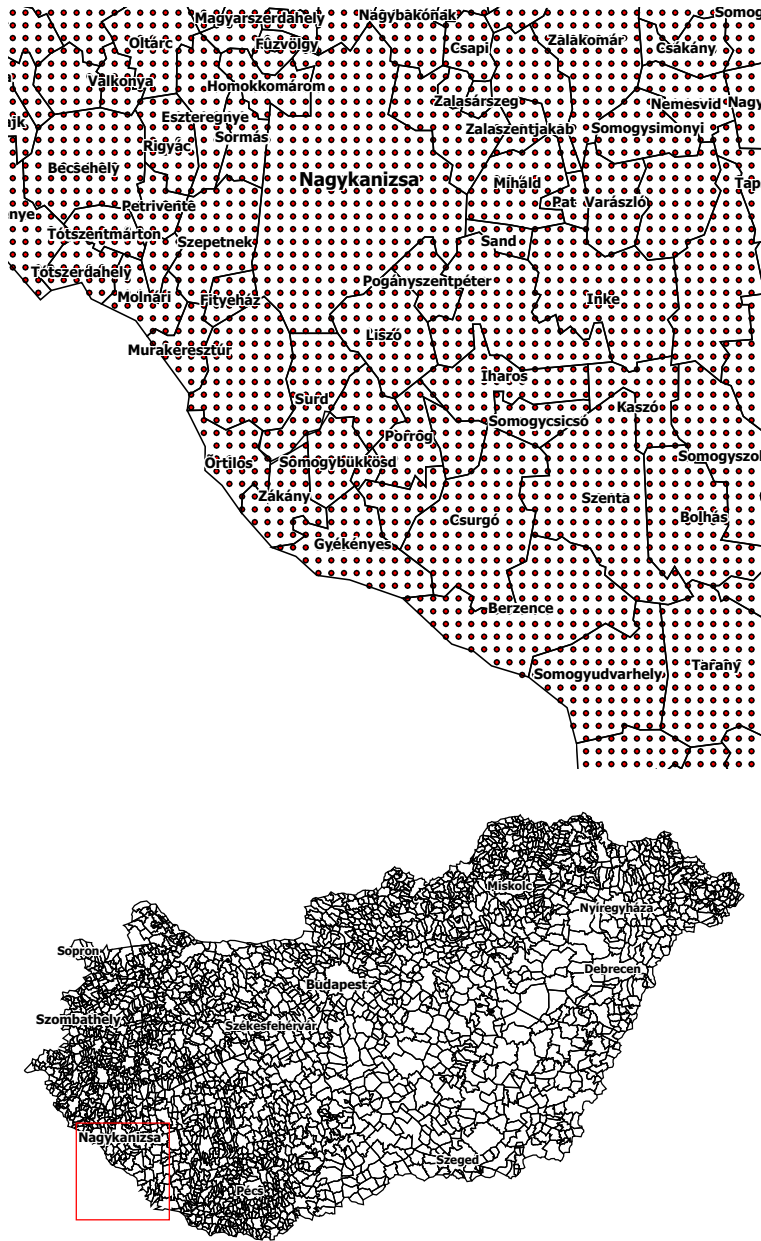 Magyarszerdahely
Nagybakónak
Somog
Oltárc
Fűzvölgy
Csapi
Zalakomár
Csákány
Valkonya
Homokkomárom
Zalasárszeg
Nemesvid
Nagy
Eszteregnye
Sormás
Zalaszentjakab
Somogysimonyi
Rigyác
Becsehely
Nagykanizsa
Miháld
Tap
Petrivente
Pat
Varászló
nye
Tótszentmárton
Szepetnek
Sand
Tótszerdahely
Pogányszentpéter
Molnári
Fityeház
Inke
Liszó
Murakeresztúr
Iharos
Surd
Kaszó
Somogycsicsó
Porrog
Őrtilos
Somogybükkösd
Somogyszob
Zákány
Szenta
Csurgó
Bolhás
Gyékényes
Berzence
Somogyudvarhely
Tarany
Miskolc
Nyíregyháza
Sopron
Debrecen
Budapest
Szombathely
Székesfehérvár
Nagykanizsa
Szeged
Pécs